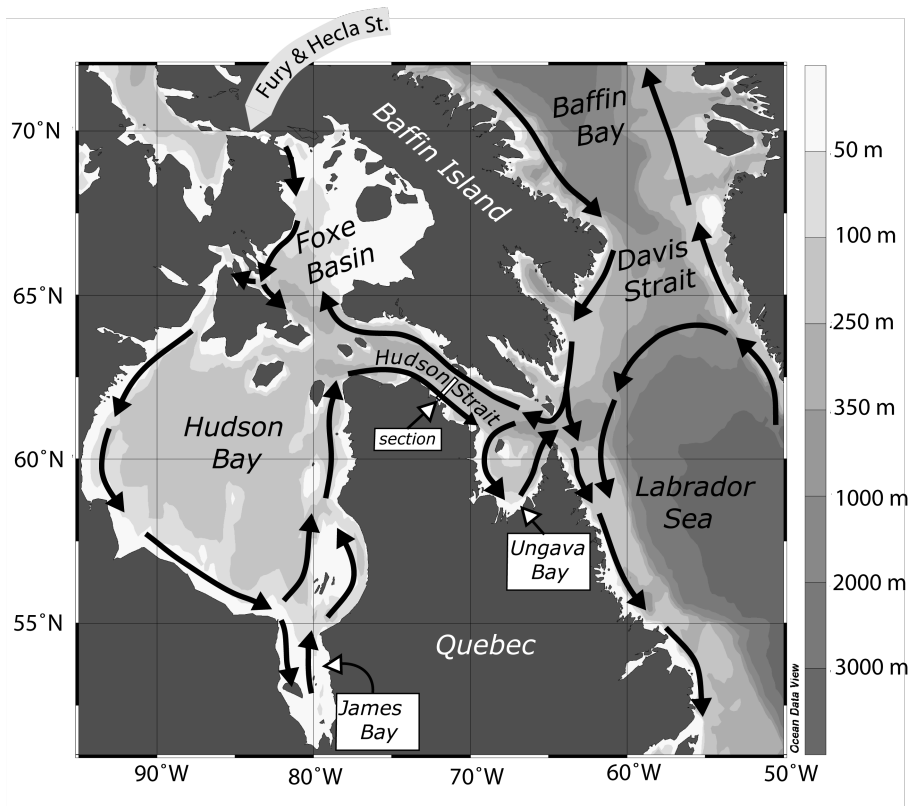 Fury & Hecla St.
Baffin
Bay
Baffin Island
70°N
50 m
100 m
Foxe
Basin
Davis
Strait
65°N
250 m
Hudson Strait
350 m
section
Hudson
Bay
60°N
Labrador
Sea
1000 m
Ungava
Bay
2000 m
55°N
Quebec
3000 m
James
Bay
Ocean Data View
90°W
80°W
70°W
60°W
50°W